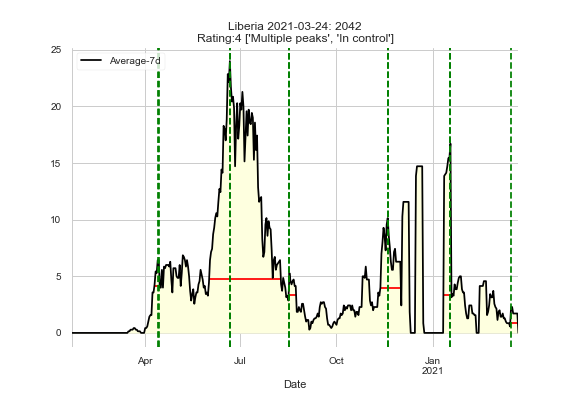 Liberia 2021-03-24: 2042
Rating:4 ['Multiple peaks', 'In control']
25
Average-7d
20
15
10
5
0
Apr
Jul
Oct
Jan
2021
Date